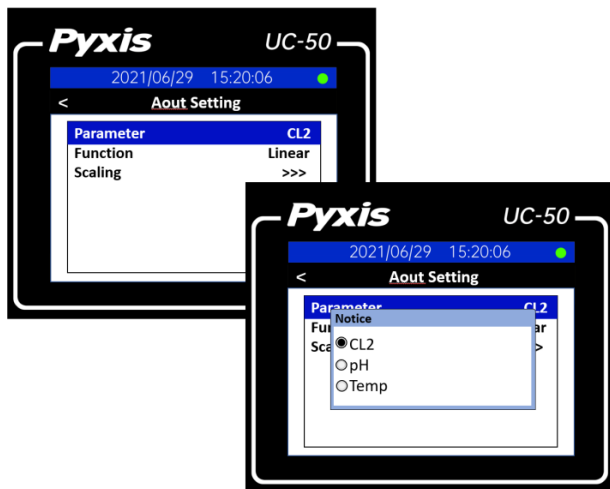 Pyxis UC-50
2021/06/29 15:20:06
< Aout Setting
Parameter CL2
Function Linear
Scaling >>>
Pyxis UC-50
2021/06/29 15:20:06
< Aout Setting
Parameter CL2
Notice
CL2
pH
Temp